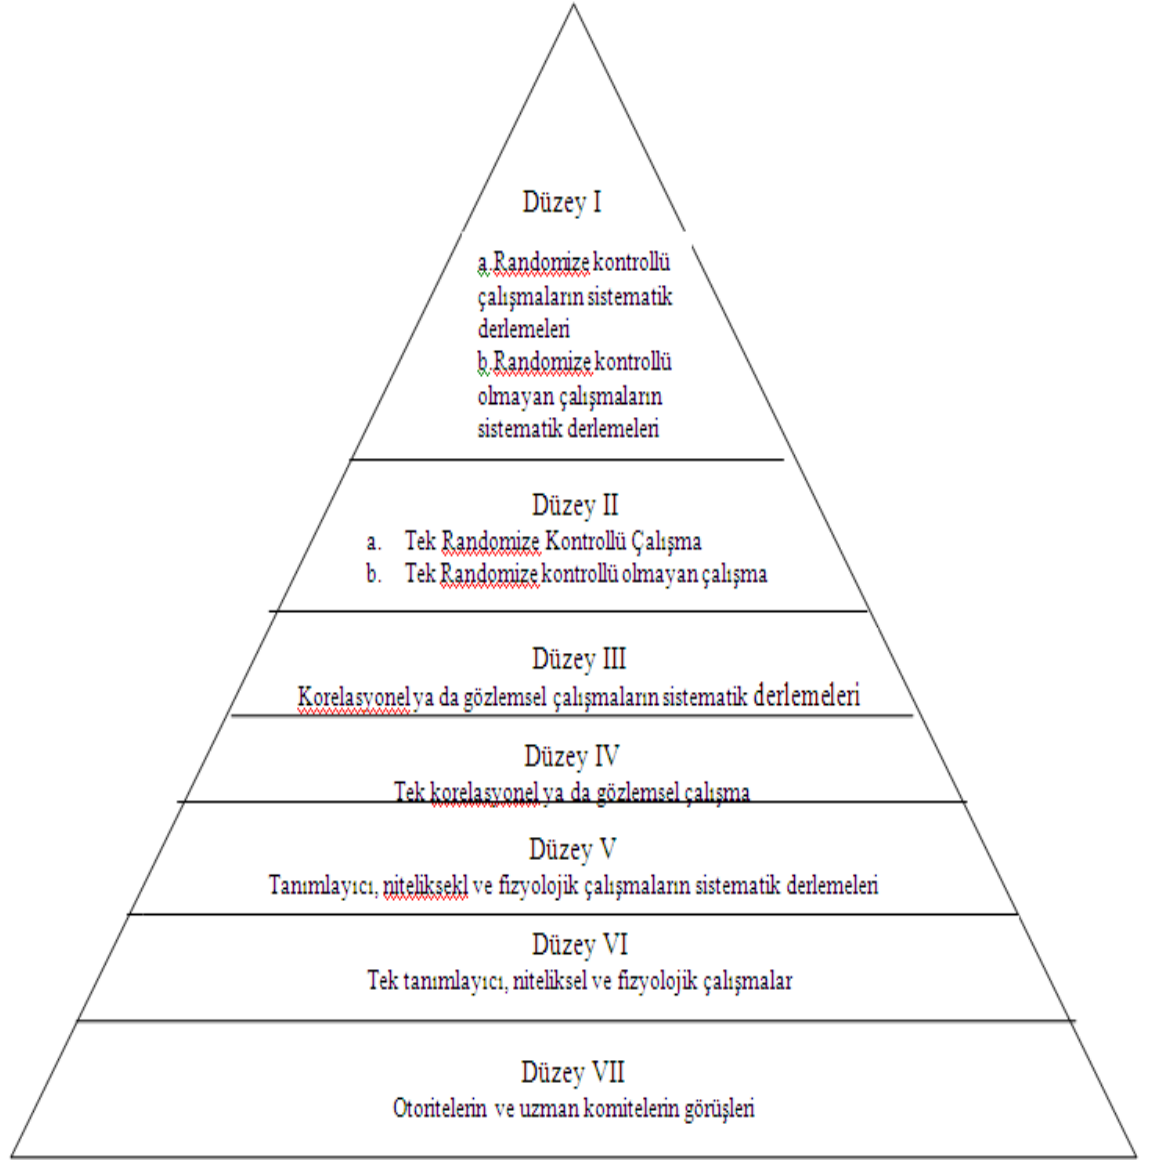 Düzey I
a.Randomize kontrollü
çalışmaların sistematik
derlemeleri
b.Randomize kontrollü
olmayan çalışmaların
sistematik derlemeleri
Düzey II
a. Tek Randomize Kontrollü Çalışma
b. Tek Randomize kontrollü olmayan çalışma
Düzey III
Korelasyonel ya da gözlemsel çalışmaların sistematik derlemeleri
Düzey IV
Tek korelasyonel ya da gözlemsel çalışma
Düzey V
Tanımlayıcı, niteliksekl ve fizyolojik çalışmaların sistematik derlemeleri
Düzey VI
Tek tanımlayıcı, niteliksel ve fizyolojik çalışmalar
Düzey VII
Otoritelerin ve uzman komitelerin görüşleri